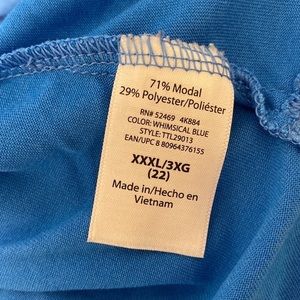 71% Modal
29% Polyester/Poliéster
RN# 52469 4K884
COLOR: WHIMSICAL BLUE
STYLE: TTL29013
EAN/UPC 8 80964376155
XXXL/3XG
(22)
Made in/Hecho en
Vietnam